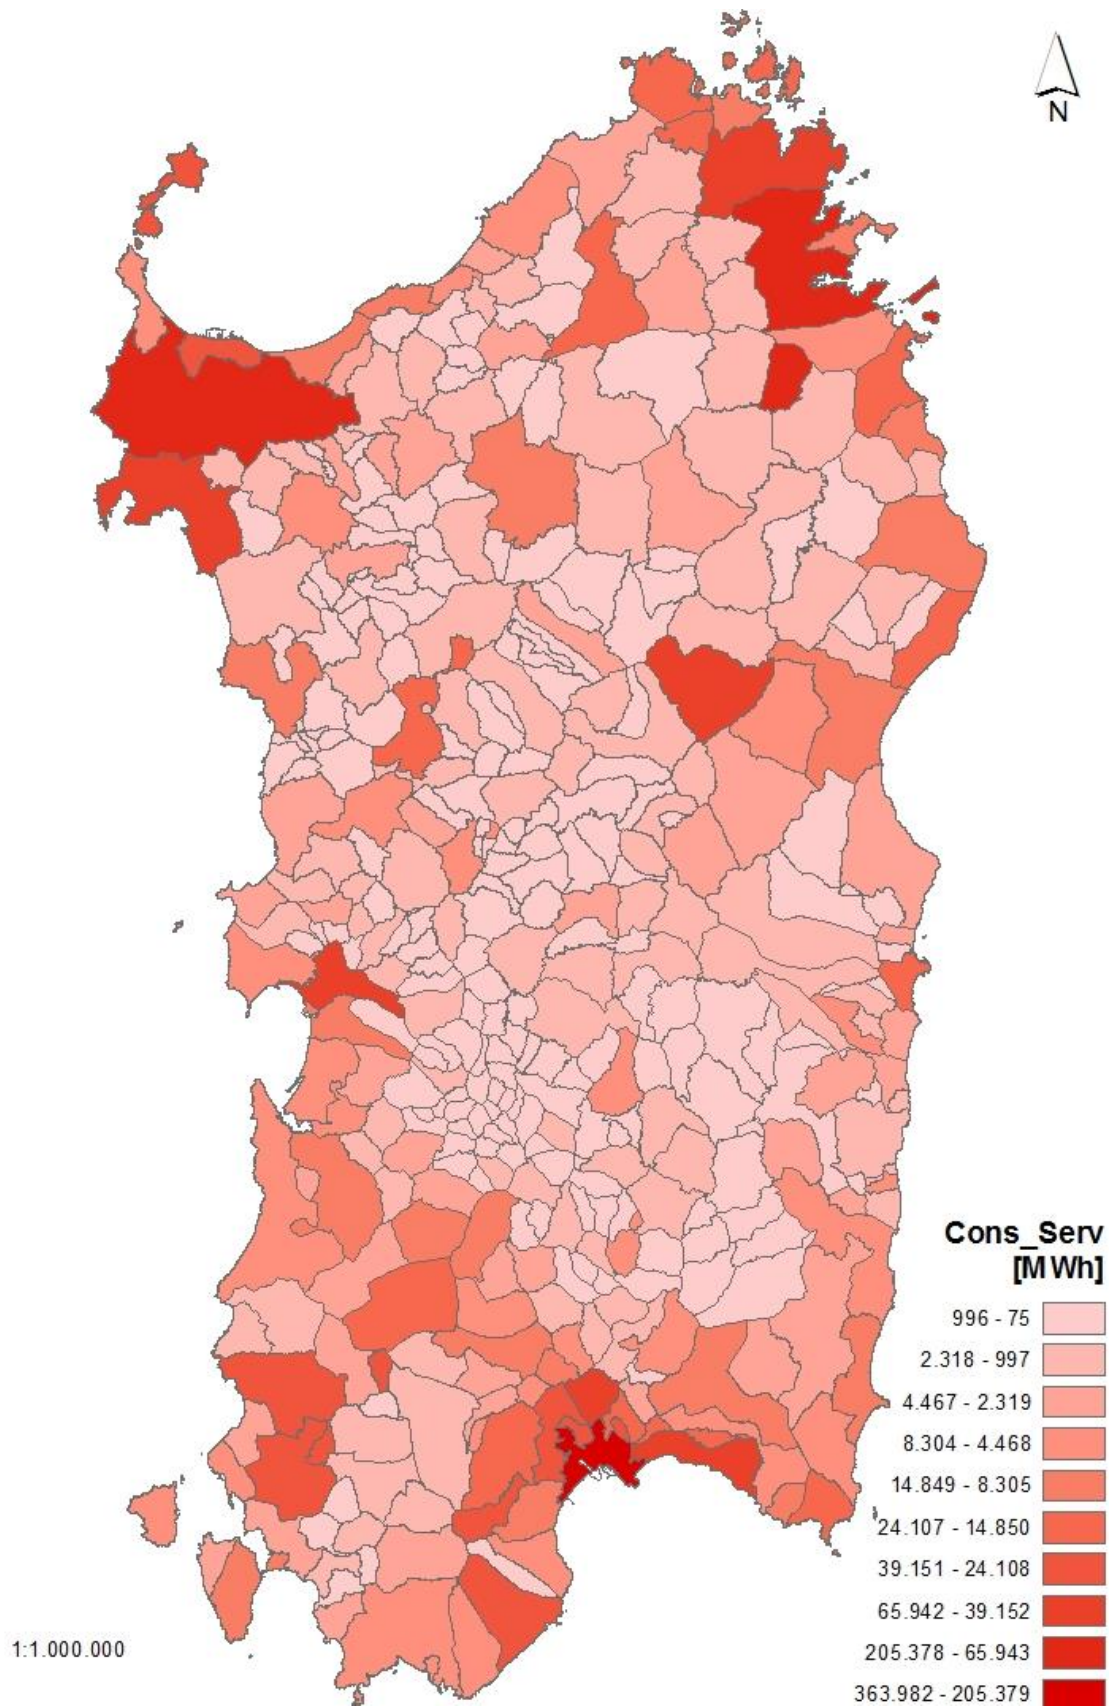 N
Cons_Serv
[MWh]
996 - 75
2.318 - 997
4.467 - 2.319
8.304 - 4.468
14.849 - 8.305
24.107 - 14.850
39.151 - 24.108
65.942 - 39.152
205.378 - 65.943
363.982 - 205.379
1:1.000.000